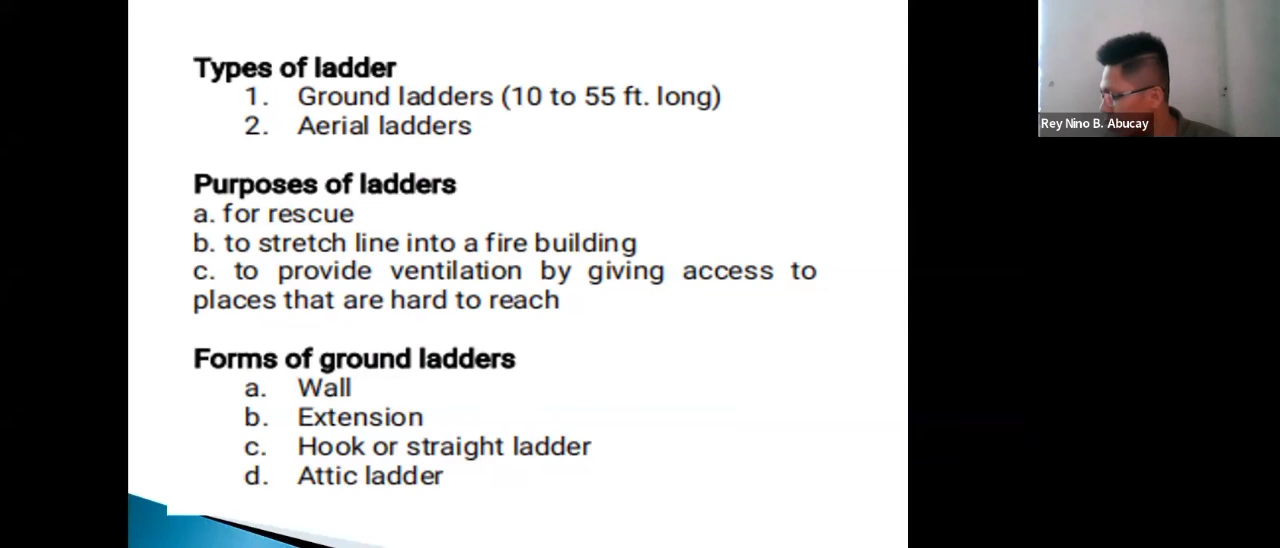 Types of ladder
1. Ground ladders (10 to 55 ft. long)
2. Aerial ladders
Purposes of ladders
a. for rescue
b. to stretch line into a fire building
c. to provide ventilation by giving access to
places that are hard to reach
Forms of ground ladders
a. Wall
b. Extension
c. Hook or straight ladder
d. Attic ladder
Rey Nino B. Abucay